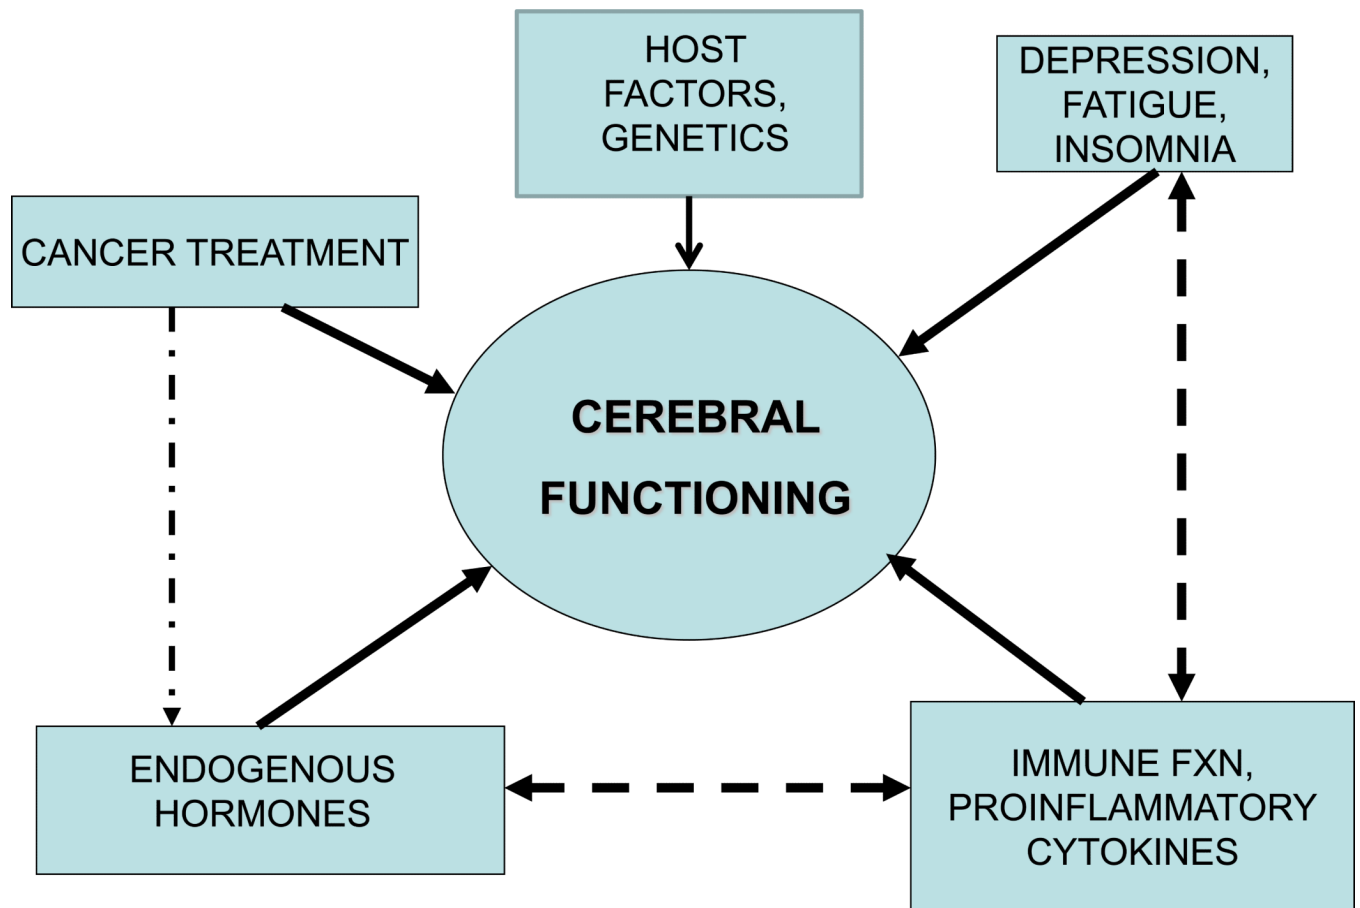 HOST
FACTORS,
GENETICS
DEPRESSION,
FATIGUE,
INSOMNIA
CANCER TREATMENT
CEREBRAL
FUNCTIONING
ENDOGENOUS
HORMONES
IMMUNE FXN,
PROINFLAMMATORY
CYTOKINES